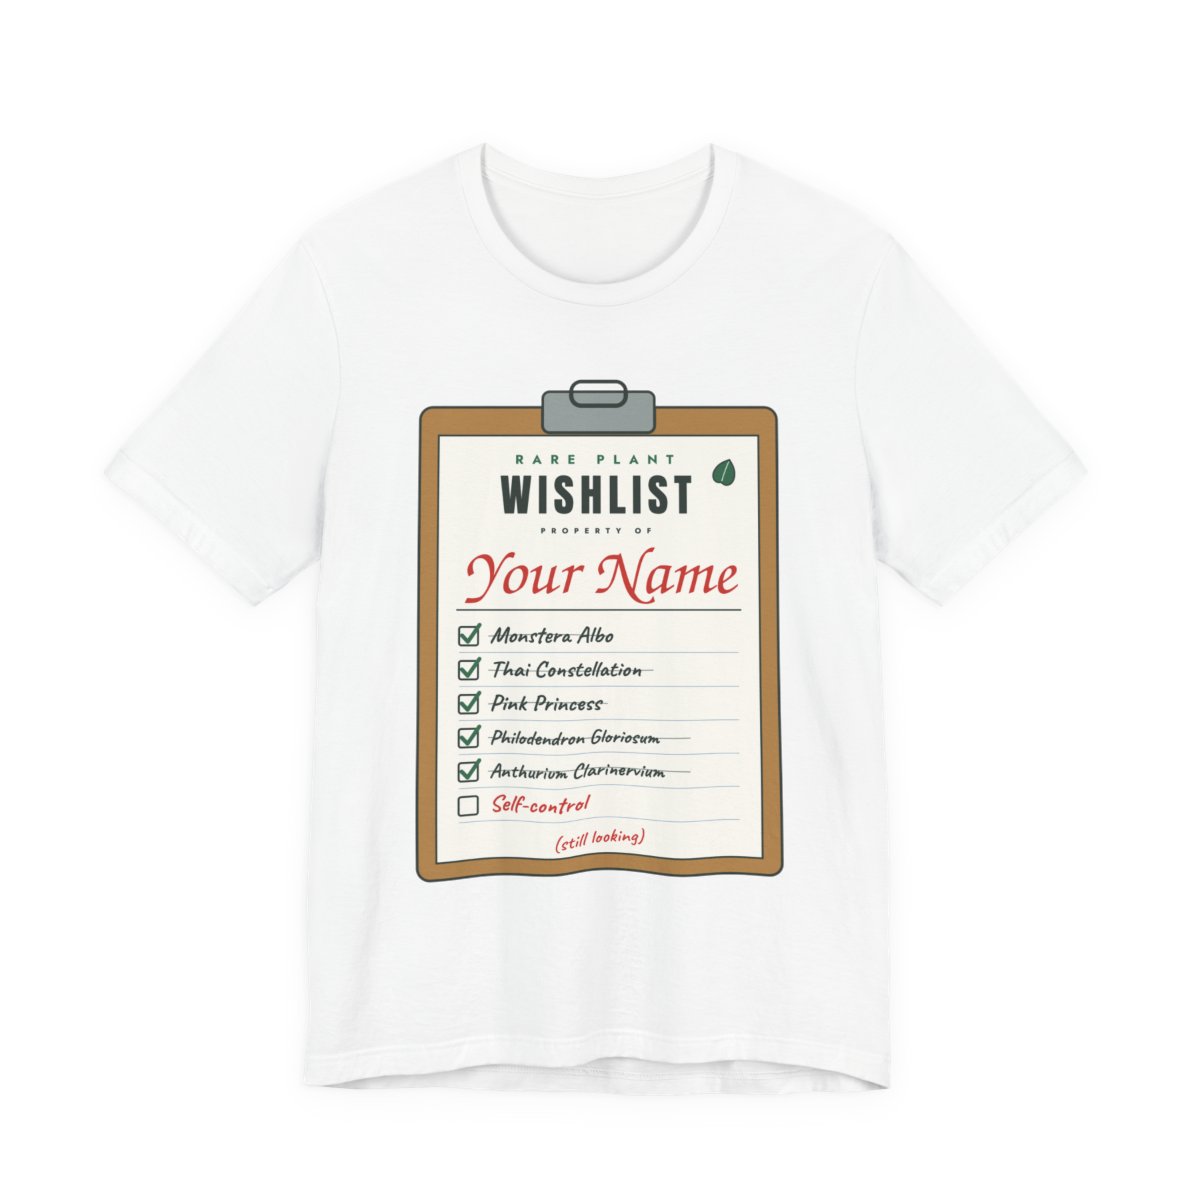 RARE PLANT
WISHLIST
PROPERTY OF
Your Name
Monstera Albo
Thai Constellation
Pink Princess
Philodendron Gloriosum
Anthurium Clarinervium
Self-control
(still looking)